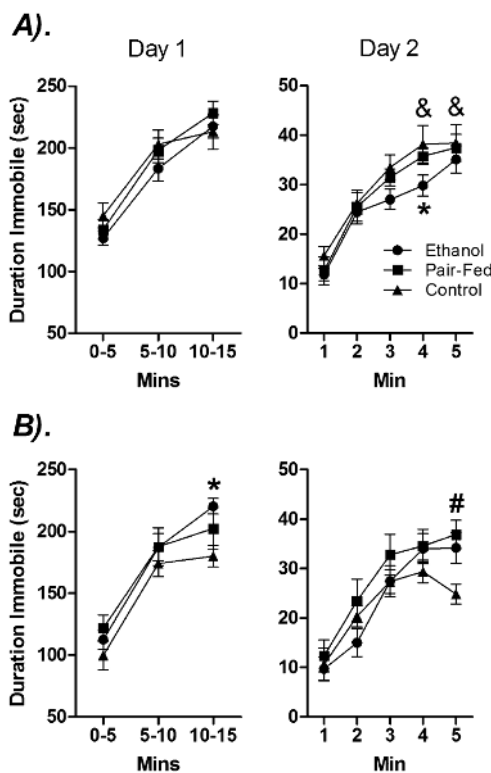 A).
Day 1
Day 2
Duration Immobile (sec)
250
200
150
100
50
0-5 5-10 10-15
Mins
50
40
30
20
10
0
& &
*
Ethanol
Pair-Fed
Control
1 2 3 4 5
Min
B).
Duration Immobile (sec)
250
200
150
100
50
*
0-5 5-10 10-15
Mins
50
40
30
20
10
0
#
1 2 3 4 5
Min